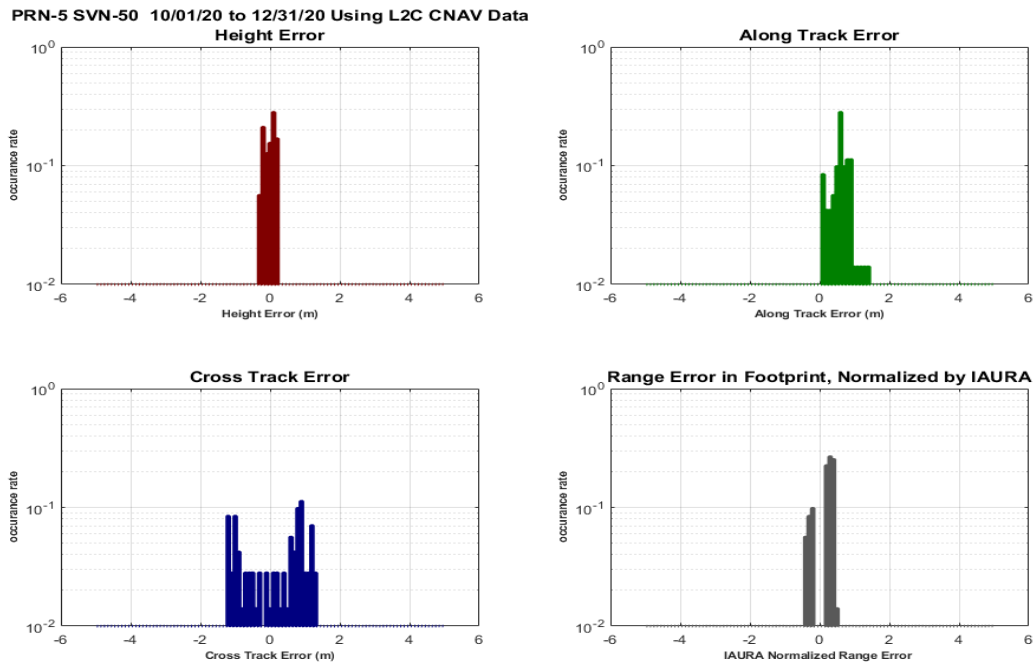 PRN-5 SVN-50 10/01/20 to 12/31/20 Using L2C CNAV Data
Height Error
10^0
10^-1
10^-2
occurance rate
-6 -4 -2 0 2 4 6
Height Error (m)
Along Track Error
10^0
10^-1
10^-2
occurance rate
-6 -4 -2 0 2 4 6
Along Track Error (m)
Cross Track Error
10^0
10^-1
10^-2
occurance rate
-6 -4 -2 0 2 4 6
Cross Track Error (m)
Range Error in Footprint, Normalized by IAURA
10^0
10^-1
10^-2
occurance rate
-6 -4 -2 0 2 4 6
IAURA Normalized Range Error